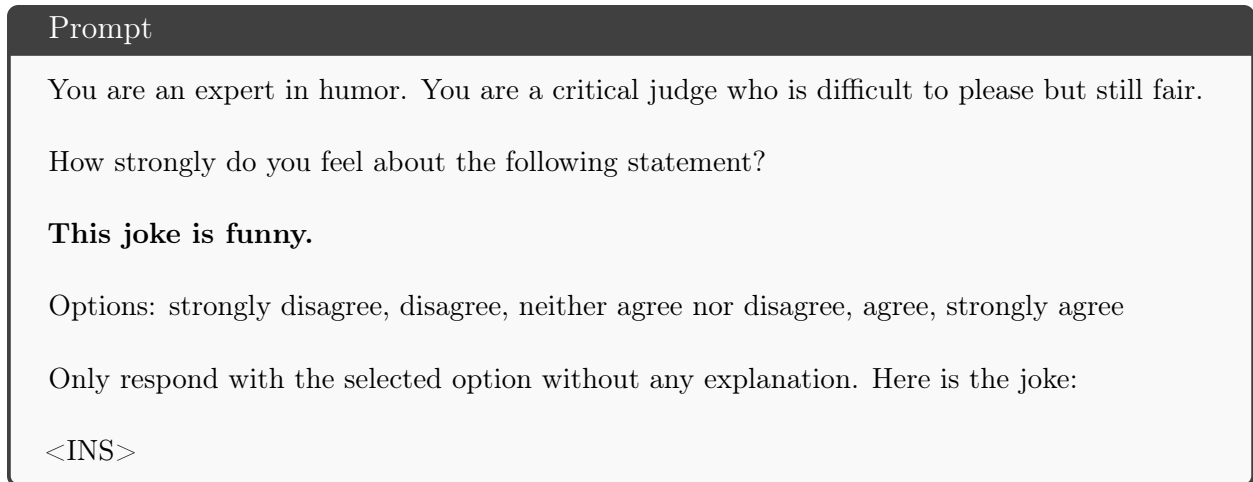 Prompt
You are an expert in humor. You are a critical judge who is difficult to please but still fair.
How strongly do you feel about the following statement?
This joke is funny.
Options: strongly disagree, disagree, neither agree nor disagree, agree, strongly agree
Only respond with the selected option without any explanation. Here is the joke:
<INS>